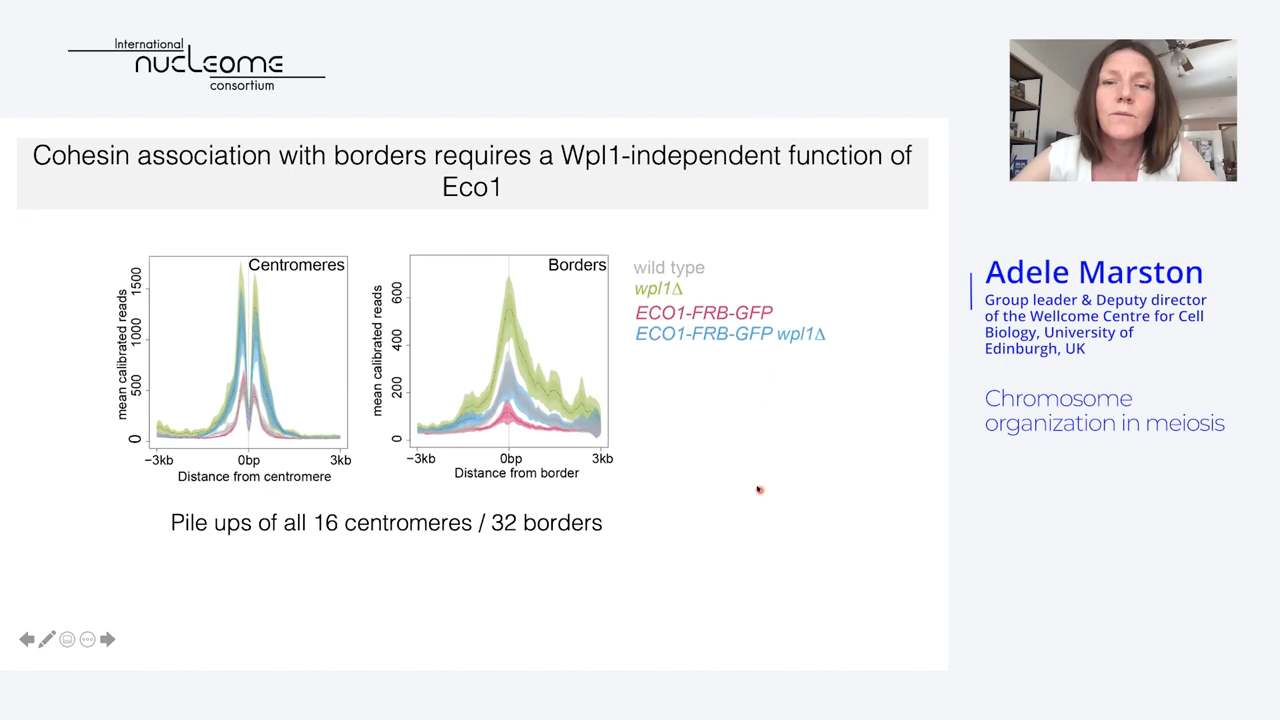 International
nucleome
consortium
Cohesin association with borders requires a Wpl1-independent function of
Eco1
Centromeres
mean calibrated reads
1500
1000
500
0
−3kb
0bp
3kb
Distance from centromere
Borders
mean calibrated reads
600
400
200
0
−3kb
0bp
3kb
Distance from border
wild type
wpl1Δ
ECO1-FRB-GFP
ECO1-FRB-GFP wpl1Δ
Pile ups of all 16 centromeres / 32 borders
Adele Marston
Group leader & Deputy director
of the Wellcome Centre for Cell
Biology, University of
Edinburgh, UK
Chromosome
organization in meiosis